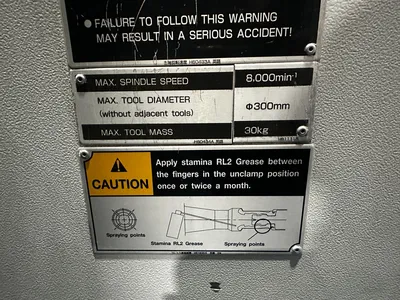 ● FAILURE TO FOLLOW THIS WARNING
MAY RESULT IN A SERIOUS ACCIDENT!
MAX. SPINDLE SPEED 8.000min⁻¹
MAX. TOOL DIAMETER
(without adjacent tools) Φ300mm
MAX. TOOL MASS 30kg
CAUTION
Apply stamina RL2 Grease between
the fingers in the unclamp position
once or twice a month.
Spraying points
Stamina RL2 Grease
Spraying points